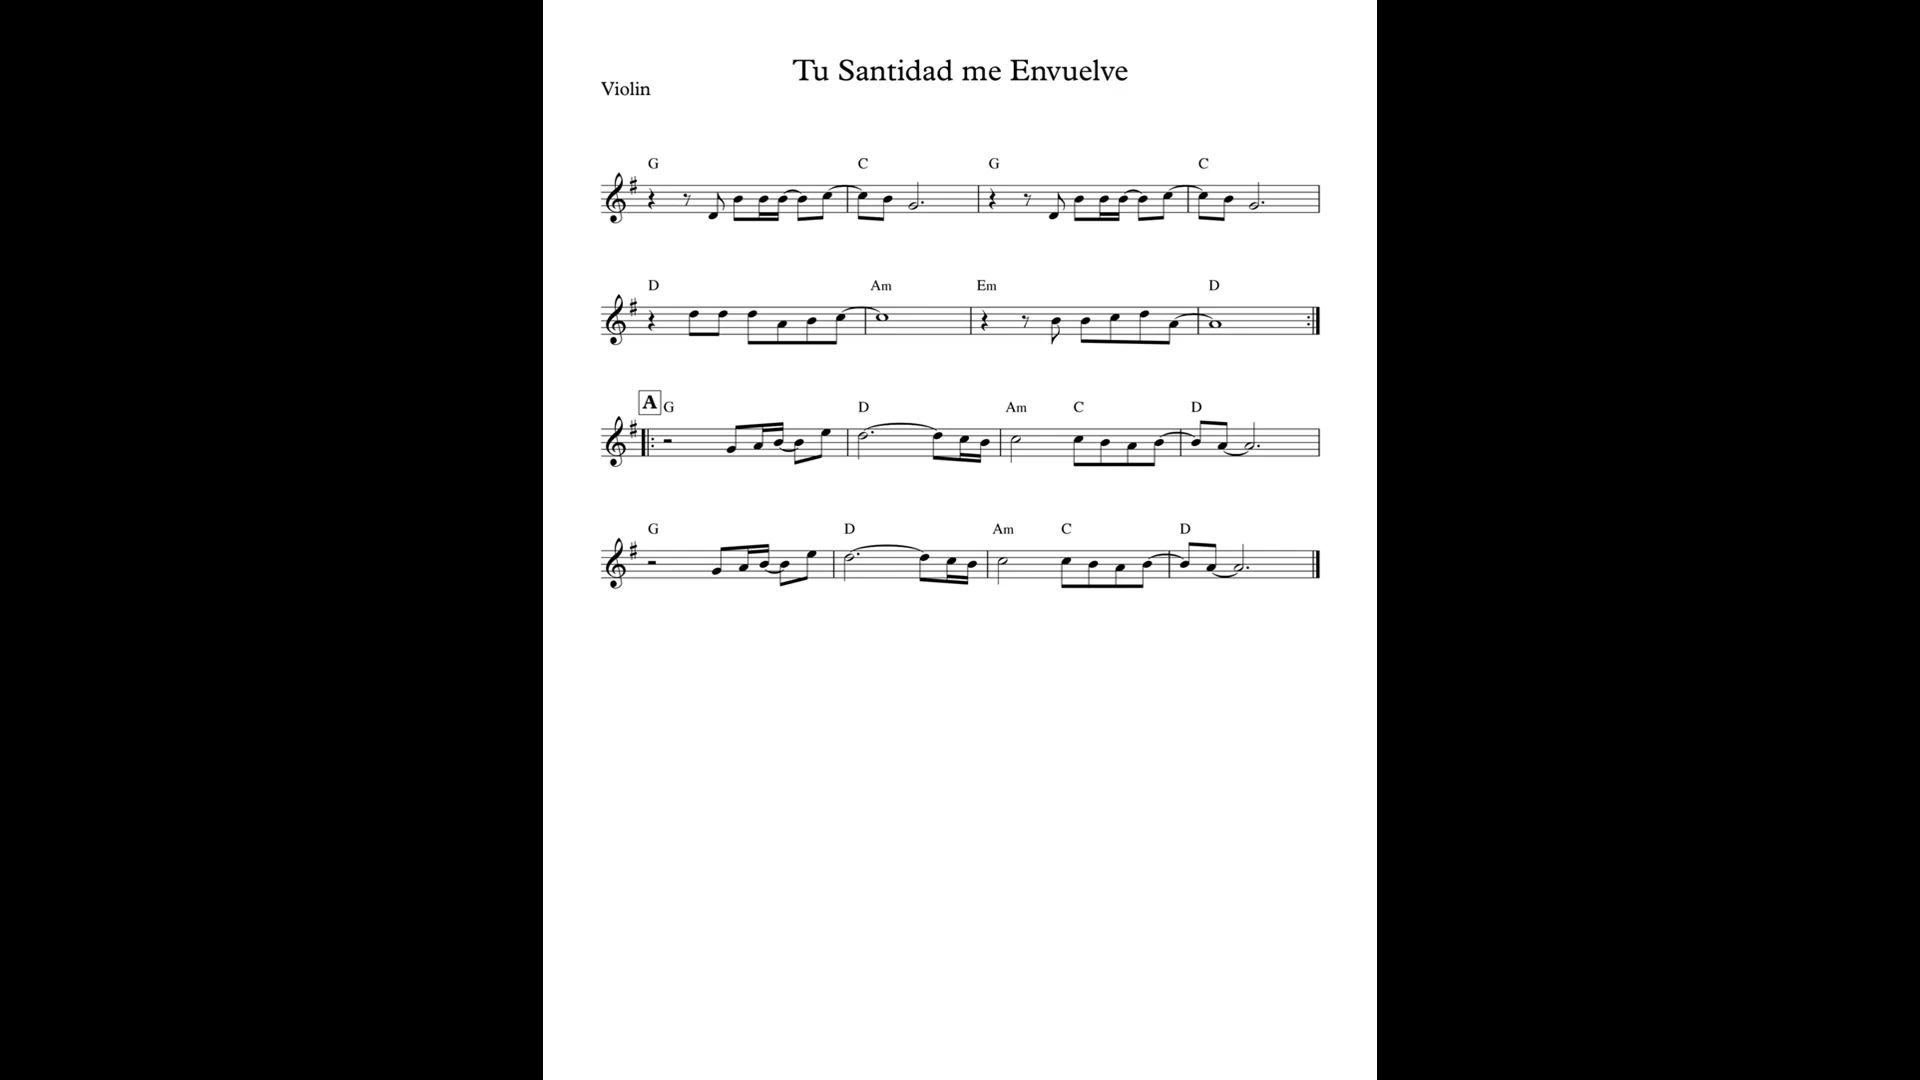 Tu Santidad me Envuelve
Violin
G C G C
D Am Em D
A G D Am C D
G D Am C D